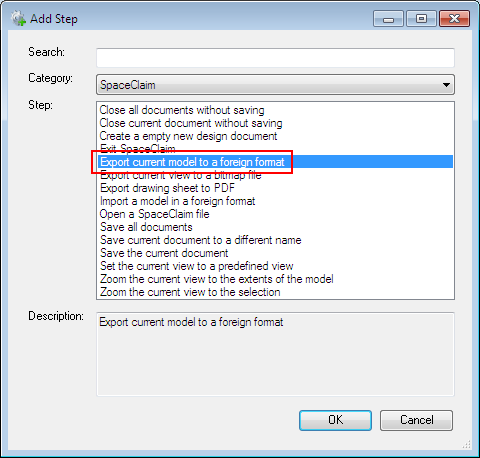 Add Step
Search:
Category:
SpaceClaim
Step:
Close all documents without saving
Close current document without saving
Create a empty new design document
Exit SpaceClaim
Export current model to a foreign format
Export current view to a bitmap file
Export drawing sheet to PDF
Import a model in a foreign format
Open a SpaceClaim file
Save all documents
Save current document to a different name
Save the current document
Set the current view to a predefined view
Zoom the current view to the extents of the model
Zoom the current view to the selection
Description:
Export current model to a foreign format
OK
Cancel